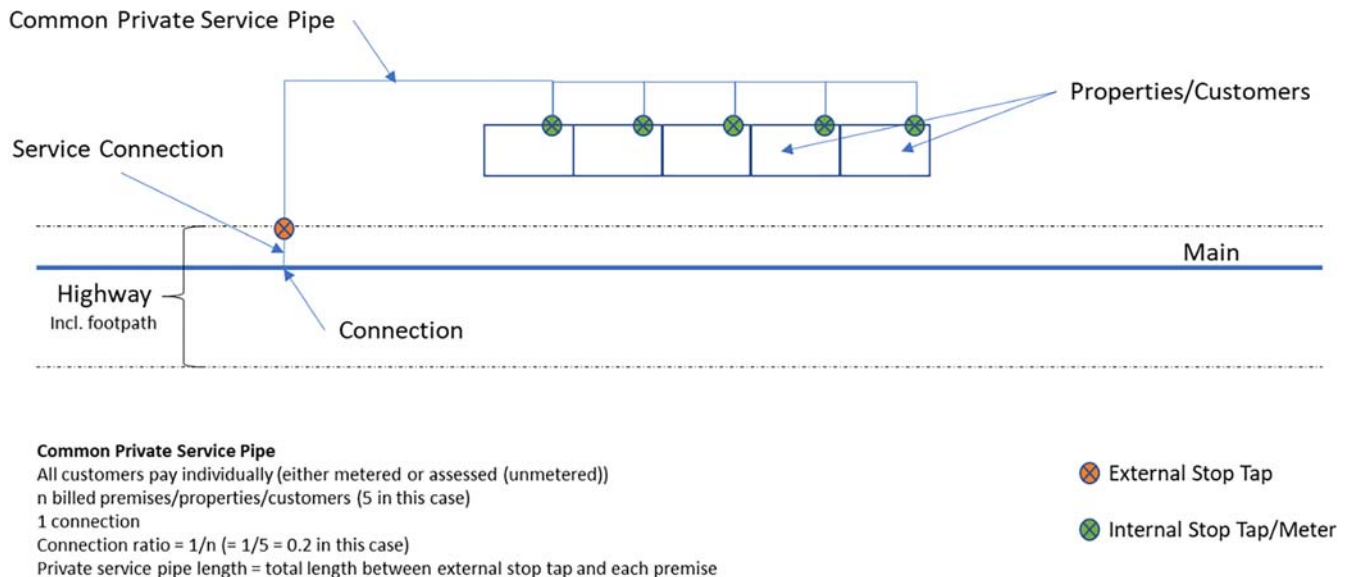 Common Private Service Pipe
Properties/Customers
Service Connection
Main
Highway
Incl. footpath
Connection
Common Private Service Pipe
All customers pay individually (either metered or assessed (unmetered))
n billed premises/properties/customers (5 in this case)
1 connection
Connection ratio = 1/n (= 1/5 = 0.2 in this case)
Private service pipe length = total length between external stop tap and each premise
External Stop Tap
Internal Stop Tap/Meter